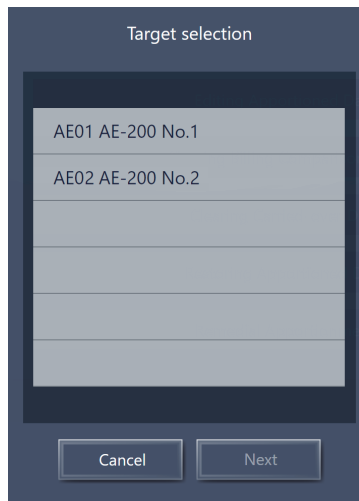 Target selection
AE01 AE-200 No.1
AE02 AE-200 No.2
Cancel
Next